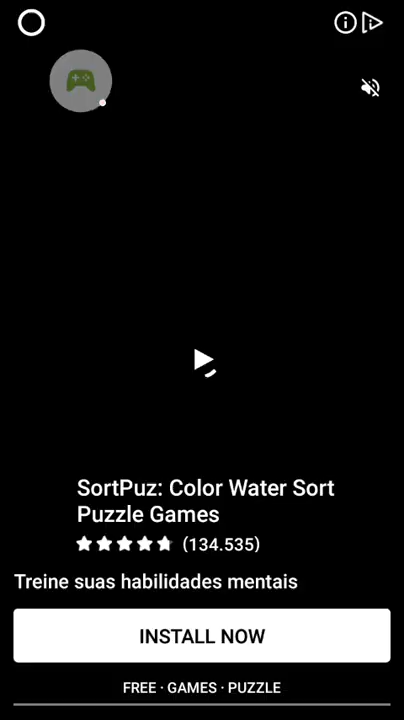 SortPuz: Color Water Sort
Puzzle Games
(134.535)
Treine suas habilidades mentais
INSTALL NOW
FREE · GAMES · PUZZLE